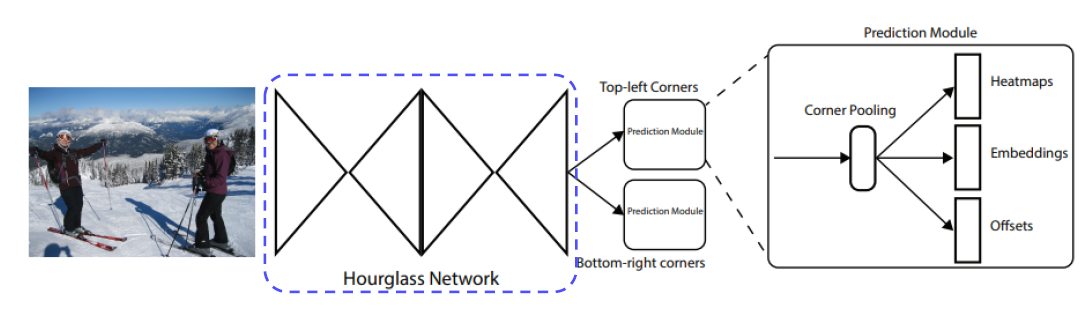 Prediction Module
Top-left Corners
Heatmaps
Corner Pooling
Prediction Module
Embeddings
Prediction Module
Offsets
Bottom-right corners
Hourglass Network